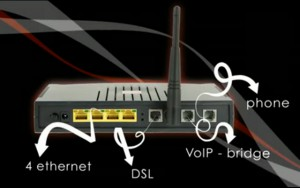 phone
VoIP - bridge
4 ethernet
DSL